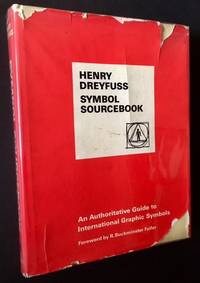 HENRY
DREYFUSS
SYMBOL
SOURCEBOOK
An Authoritative Guide to
International Graphic Symbols
Foreword by R. Buckminster Fuller